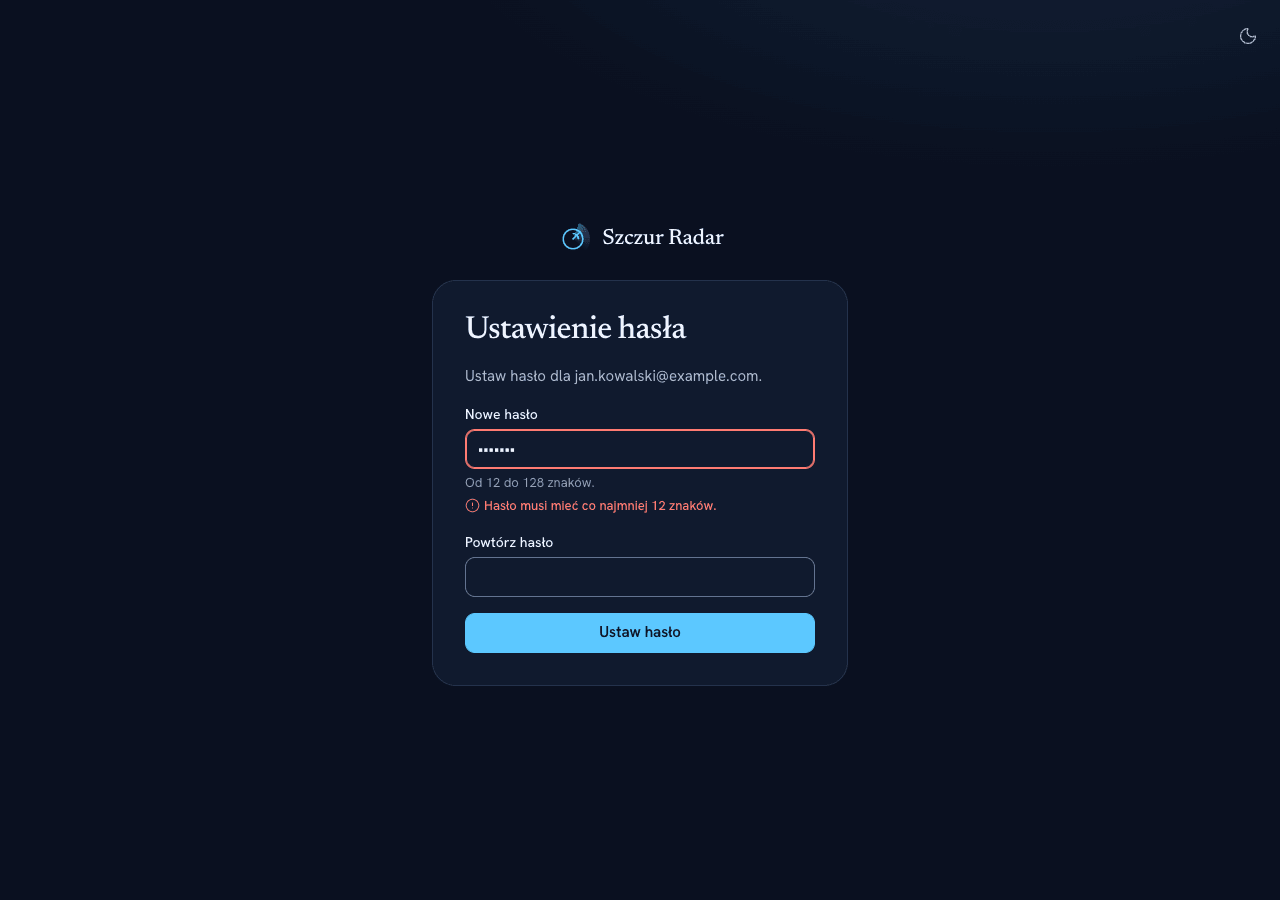 Szczur Radar
Ustawienie hasła
Ustaw hasło dla jan.kowalski@example.com.
Nowe hasło
•••••••
Od 12 do 128 znaków.
Hasło musi mieć co najmniej 12 znaków.
Powtórz hasło
Ustaw hasło